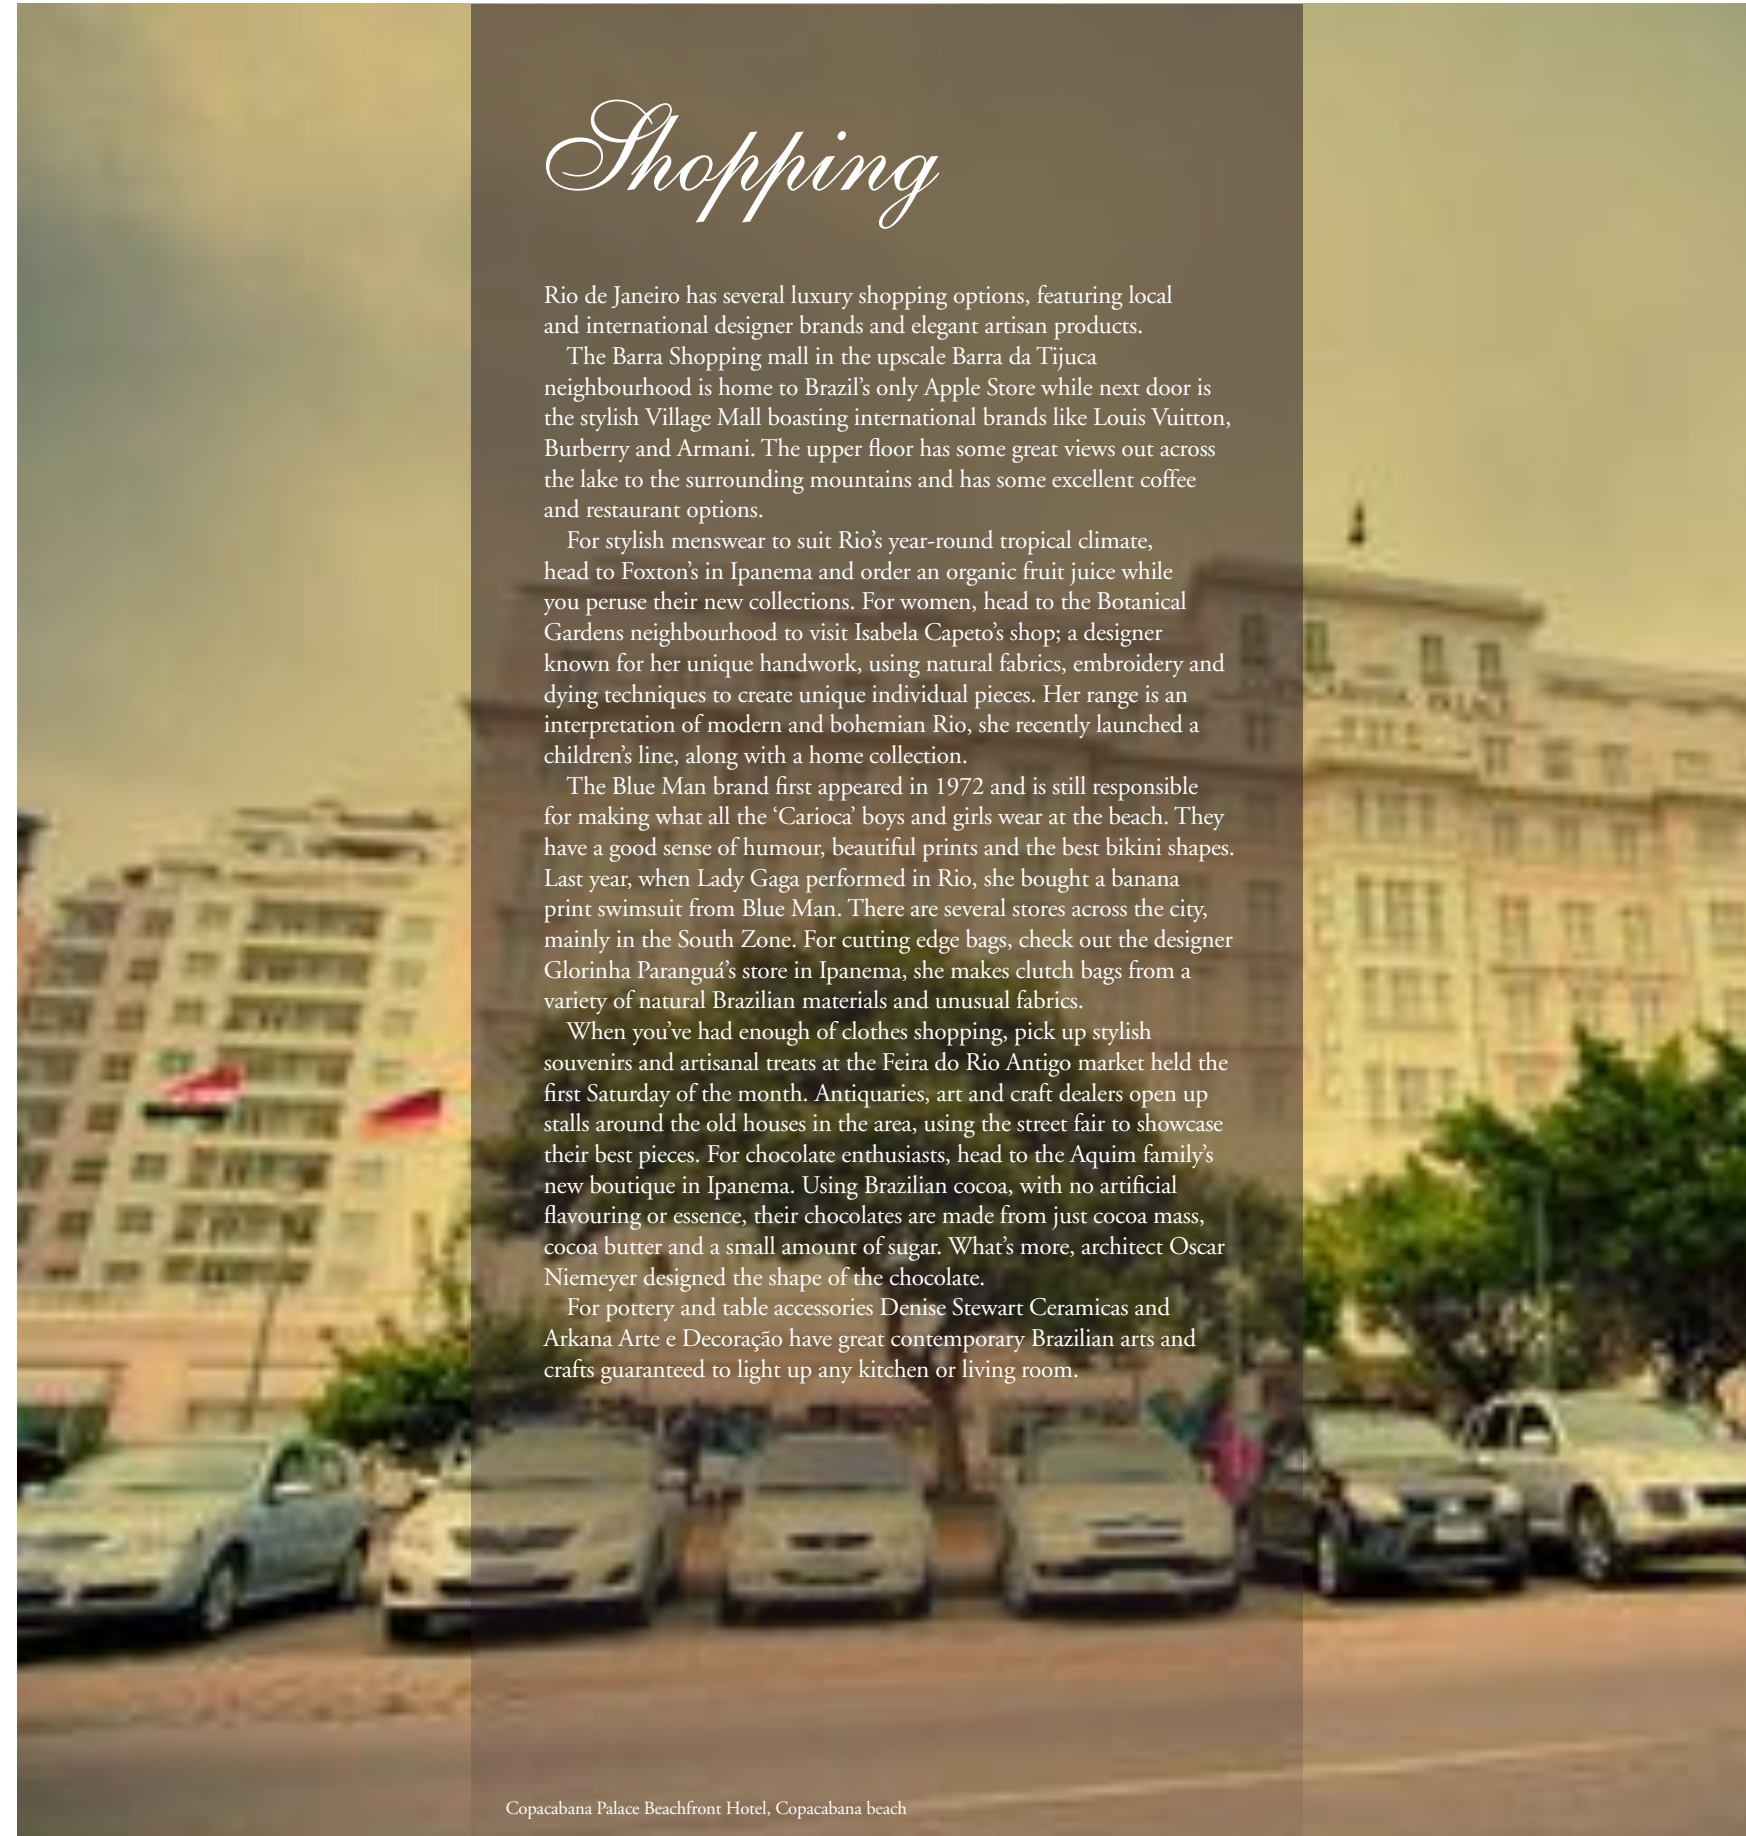 Shopping
Rio de Janeiro has several luxury shopping options, featuring local
and international designer brands and elegant artisan products.
The Barra Shopping mall in the upscale Barra da Tijuca
neighbourhood is home to Brazil’s only Apple Store while next door is
the stylish Village Mall boasting international brands like Louis Vuitton,
Burberry and Armani. The upper floor has some great views out across
the lake to the surrounding mountains and has some excellent coffee
and restaurant options.
For stylish menswear to suit Rio’s year-round tropical climate,
head to Foxton’s in Ipanema and order an organic fruit juice while
you peruse their new collections. For women, head to the Botanical
Gardens neighbourhood to visit Isabela Capeto’s shop; a designer
known for her unique handwork, using natural fabrics, embroidery and
dying techniques to create unique individual pieces. Her range is an
interpretation of modern and bohemian Rio, she recently launched a
children’s line, along with a home collection.
The Blue Man brand first appeared in 1972 and is still responsible
for making what all the ‘Carioca’ boys and girls wear at the beach. They
have a good sense of humour, beautiful prints and the best bikini shapes.
Last year, when Lady Gaga performed in Rio, she bought a banana
print swimsuit from Blue Man. There are several stores across the city,
mainly in the South Zone. For cutting edge bags, check out the designer
Glorinha Paranguá’s store in Ipanema, she makes clutch bags from a
variety of natural Brazilian materials and unusual fabrics.
When you’ve had enough of clothes shopping, pick up stylish
souvenirs and artisanal treats at the Feira do Rio Antigo market held the
first Saturday of the month. Antiquaries, art and craft dealers open up
stalls around the old houses in the area, using the street fair to showcase
their best pieces. For chocolate enthusiasts, head to the Aquim family’s
new boutique in Ipanema. Using Brazilian cocoa, with no artificial
flavouring or essence, their chocolates are made from just cocoa mass,
cocoa butter and a small amount of sugar. What’s more, architect Oscar
Niemeyer designed the shape of the chocolate.
For pottery and table accessories Denise Stewart Ceramicas and
Arkana Arte e Decoração have great contemporary Brazilian arts and
crafts guaranteed to light up any kitchen or living room.
Copacabana Palace Beachfront Hotel, Copacabana beach